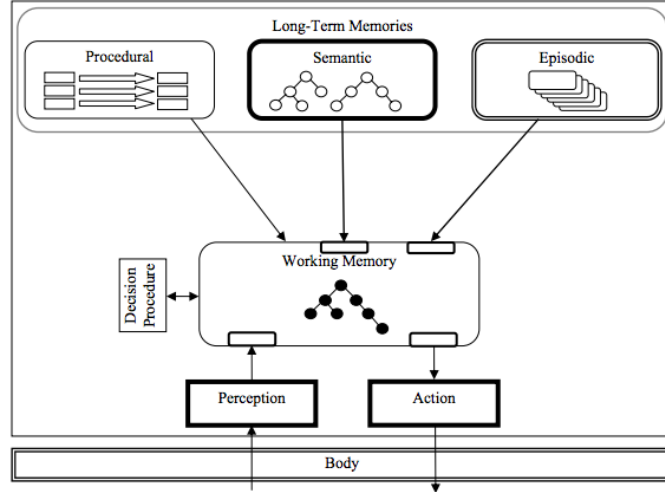 Long-Term Memories
Procedural
Semantic
Episodic
Working Memory
Decision
Procedure
Perception
Action
Body